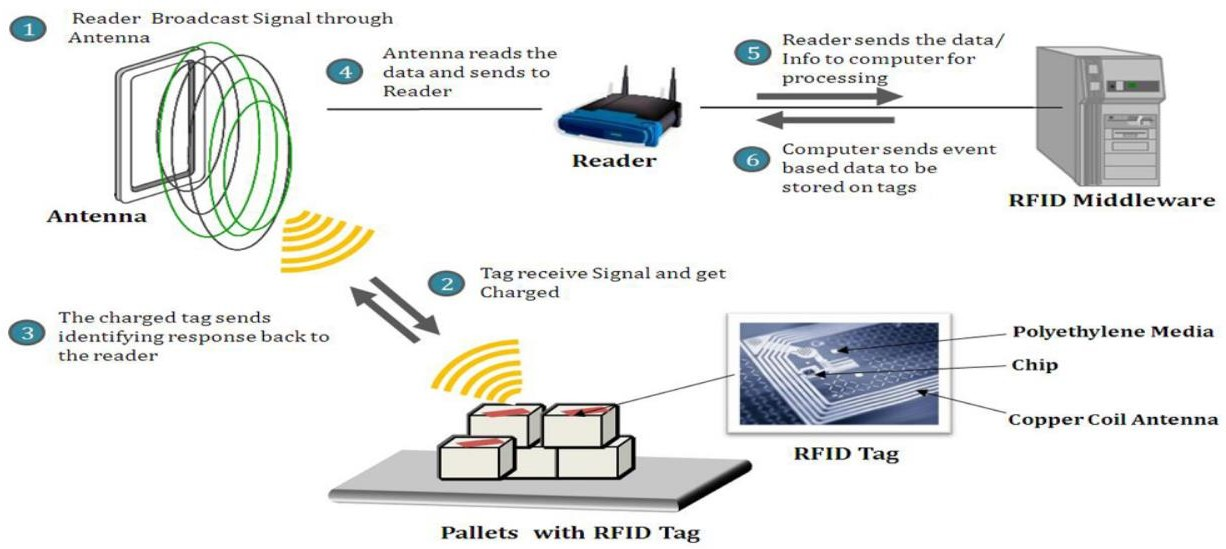 1
Reader Broadcast Signal through
Antenna
4
Antenna reads the
data and sends to
Reader
5
Reader sends the data/
Info to computer for
processing
Reader
6
Computer sends event
based data to be
stored on tags
RFID Middleware
Antenna
2
Tag receive Signal and get
Charged
3
The charged tag sends
identifying response back to
the reader
Polyethylene Media
Chip
Copper Coil Antenna
RFID Tag
Pallets with RFID Tag